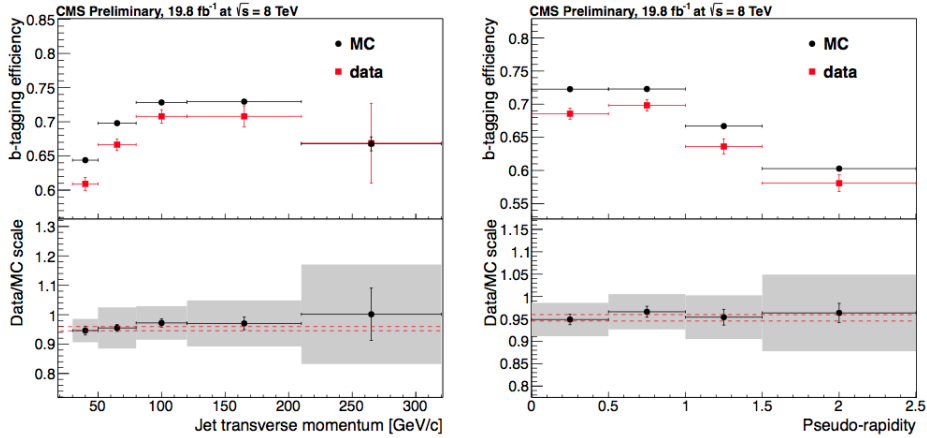 CMS Preliminary, 19.8 fb⁻¹ at √s = 8 TeV
b-tagging efficiency
0.85
0.8
0.75
0.7
0.65
0.6
MC
data
Data/MC scale
1.3
1.2
1.1
1
0.9
0.8
50 100 150 200 250 300
Jet transverse momentum [GeV/c]
CMS Preliminary, 19.8 fb⁻¹ at √s = 8 TeV
b-tagging efficiency
0.8
0.75
0.7
0.65
0.6
0.55
MC
data
Data/MC scale
1.15
1.1
1.05
1
0.95
0.9
0.85
0.8
0 0.5 1 1.5 2 2.5
Pseudo-rapidity